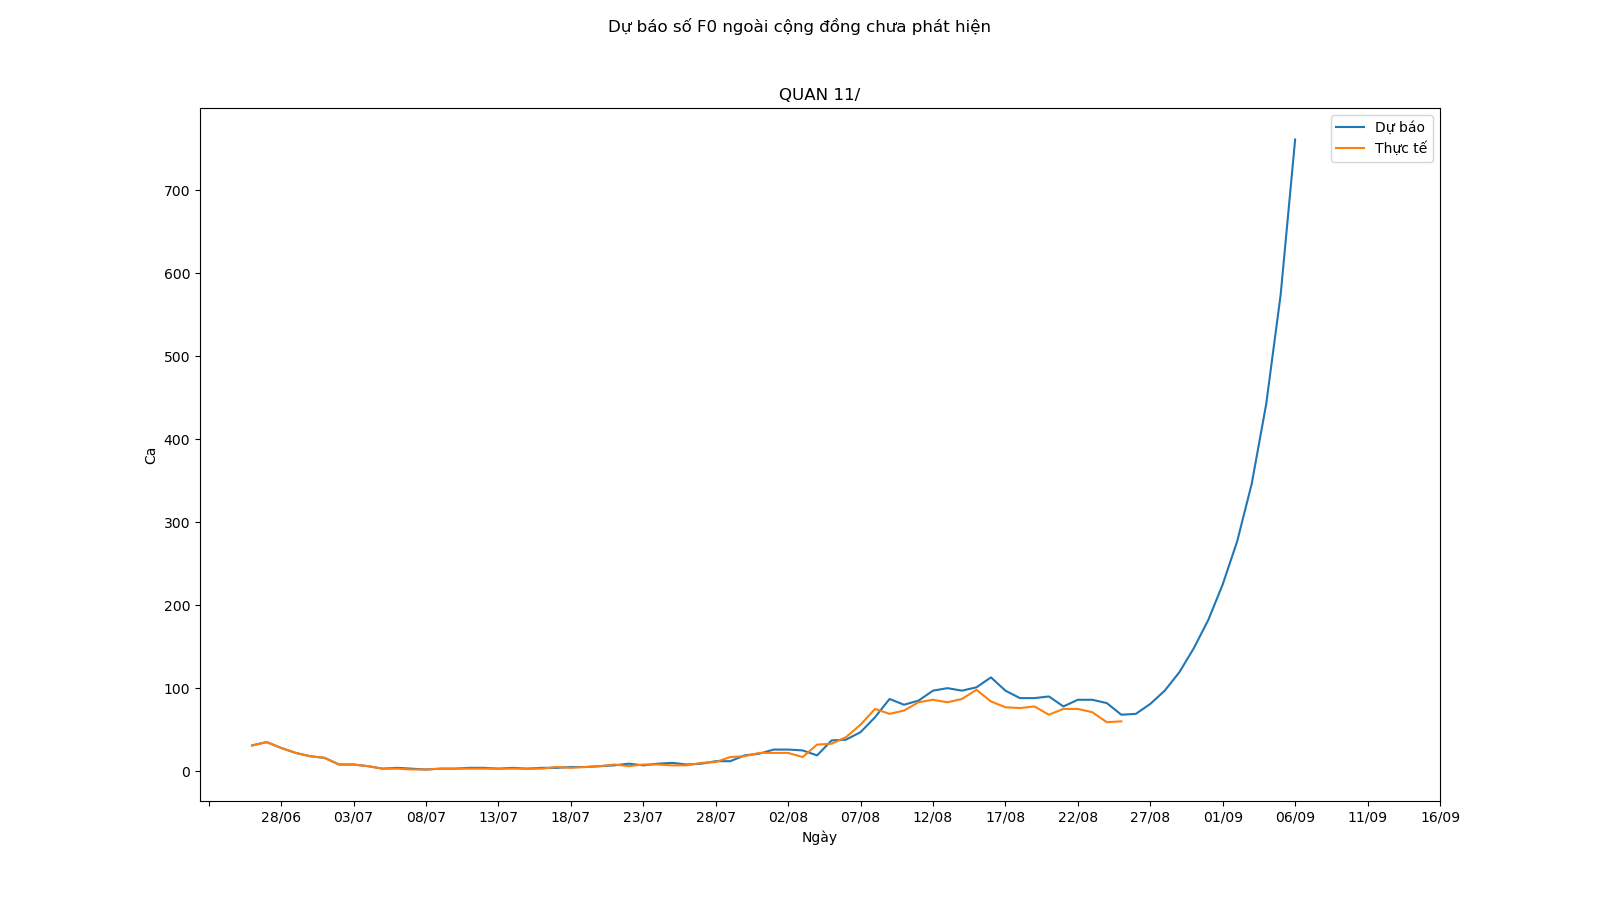 Dự báo số F0 ngoài cộng đồng chưa phát hiện
QUAN 11/
Dự báo
Thực tế
700
600
500
400
300
200
100
0
Ca
28/06 03/07 08/07 13/07 18/07 23/07 28/07 02/08 07/08 12/08 17/08 22/08 27/08 01/09 06/09 11/09 16/09
Ngày